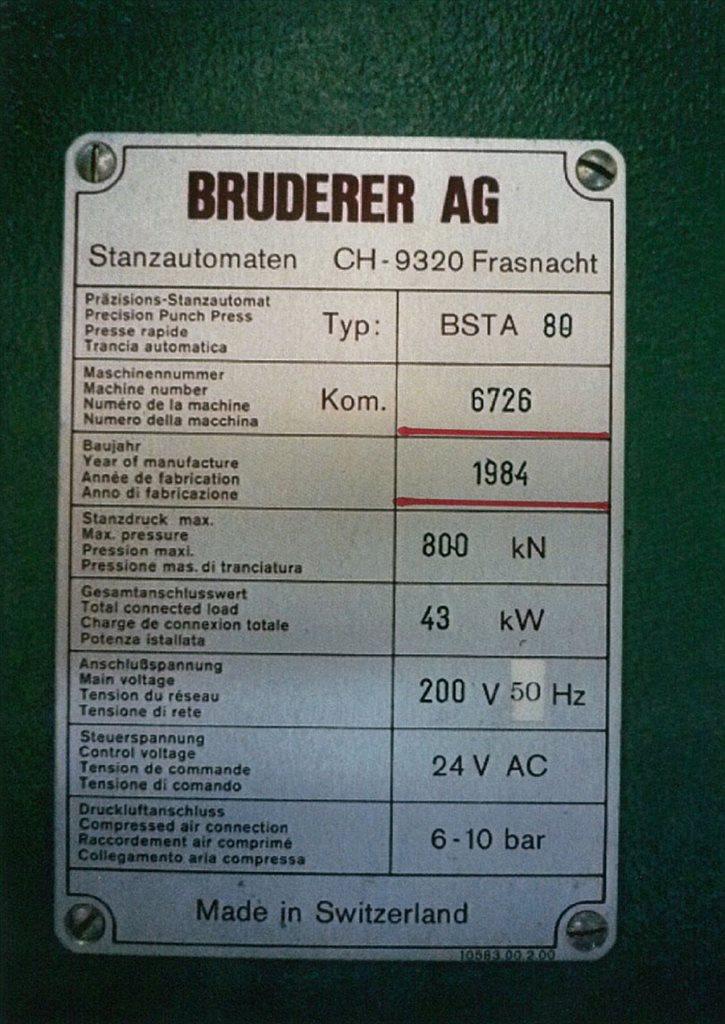 BRUDERER AG
Stanzautomaten CH-9320 Frasnacht
Präzisions-Stanzautomat
Precision Punch Press
Presse rapide
Trancia automatica
Typ: BSTA 80
Maschinennummer
Machine number
Numéro de la machine
Numero della macchina
Kom. 6726
Baujahr
Year of manufacture
Année de fabrication
Anno di fabricazione
1984
Stanzdruck max.
Max. pressure
Pression maxi.
Pressione mas. di tranciatura
800 kN
Gesamtanschlusswert
Total connected load
Charge de connexion totale
Potenza istallata
43 kW
Anschlußspannung
Main voltage
Tension du réseau
Tensione di rete
200 V 50 Hz
Steuerspannung
Control voltage
Tension de commande
Tensione di comando
24 V AC
Druckluftanschluss
Compressed air connection
Raccordement air comprimé
Collegamento aria compressa
6-10 bar
Made in Switzerland
10583.00.2.00